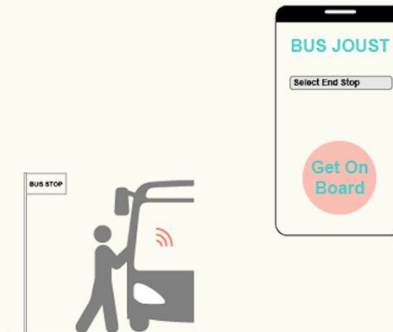 BUS JOUST
Select End Stop
Get On
Board
BUS STOP